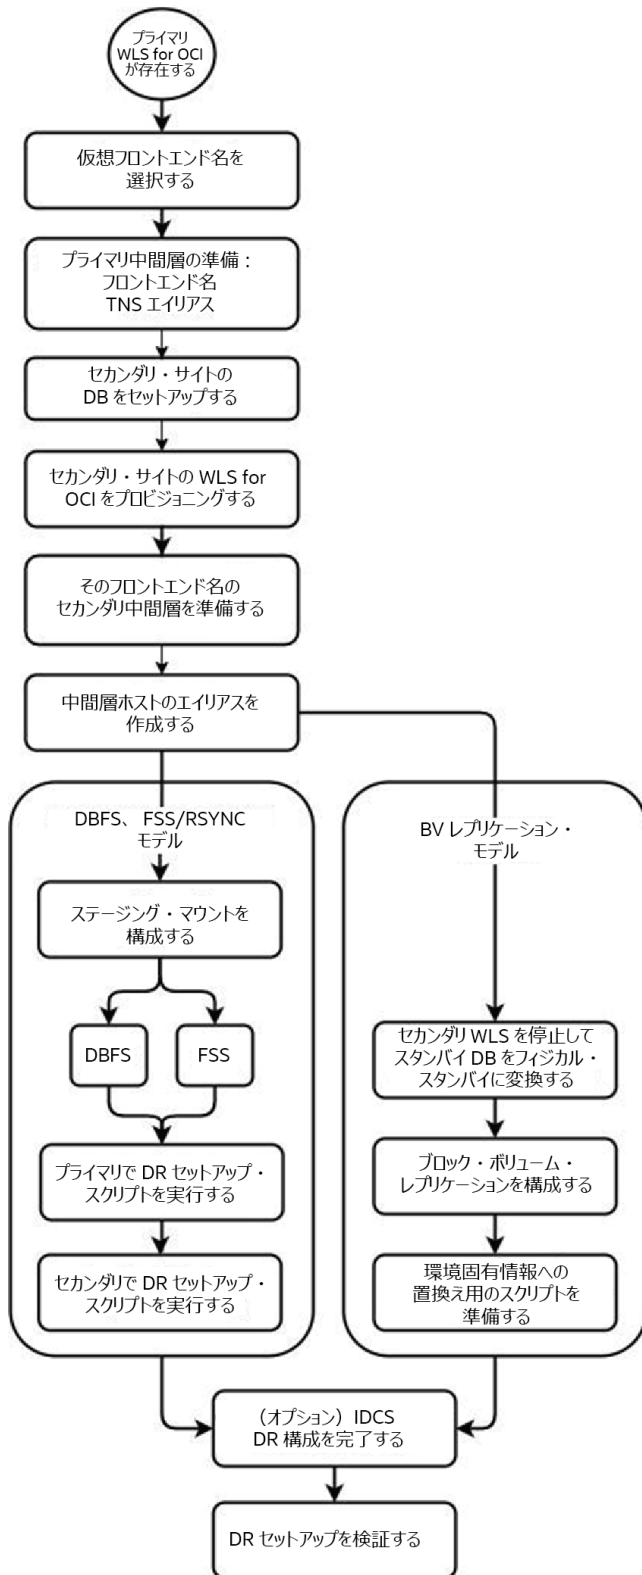 プライマリ
WLS for OCI
が存在する
仮想フロントエンド名を
選択する
プライマリ中間層の準備：
フロントエンド名
TNS エイリアス
セカンダリ・サイトの
DB をセットアップする
セカンダリ・サイトの WLS for
OCI をプロビジョニングする
そのフロントエンド名の
セカンダリ中間層を準備する
中間層ホストのエイリアスを
作成する
DBFS、FSS/RSYNC
モデル
ステージング・マウントを
構成する
DBFS
FSS
プライマリで DR セットアップ・
スクリプトを実行する
セカンダリで DR セットアップ・
スクリプトを実行する
BV レプリケーション・
モデル
セカンダリ WLS を停止して
スタンバイ DB をフィジカル・
スタンバイに変換する
ブロック・ボリューム・
レプリケーションを構成する
環境固有情報への
置換え用のスクリプトを
準備する
（オプション）IDCS
DR 構成を完了する
DR セットアップを検証する